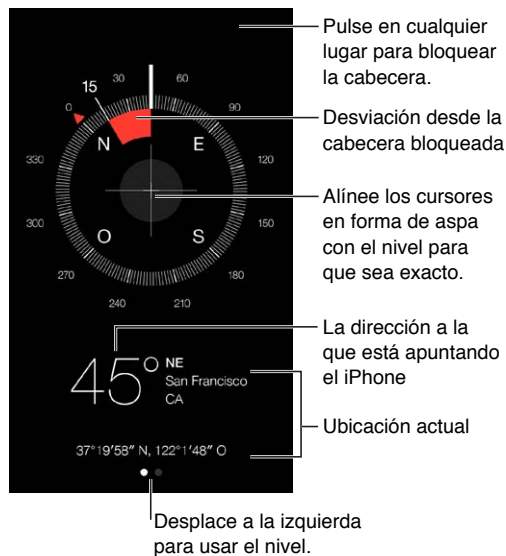 Pulse en cualquier
lugar para bloquear
la cabecera.
Desviación desde la
cabecera bloqueada
Alínee los cursores
en forma de aspa
con el nivel para
que sea exacto.
La dirección a la
que está apuntando
el iPhone
Ubicación actual
Desplace a la izquierda
para usar el nivel.
15
0
30
60
90
120
150
180
210
240
270
300
330
N
E
S
O
45°
NE
San Francisco
CA
37°19′58″ N, 122°1′48″ O